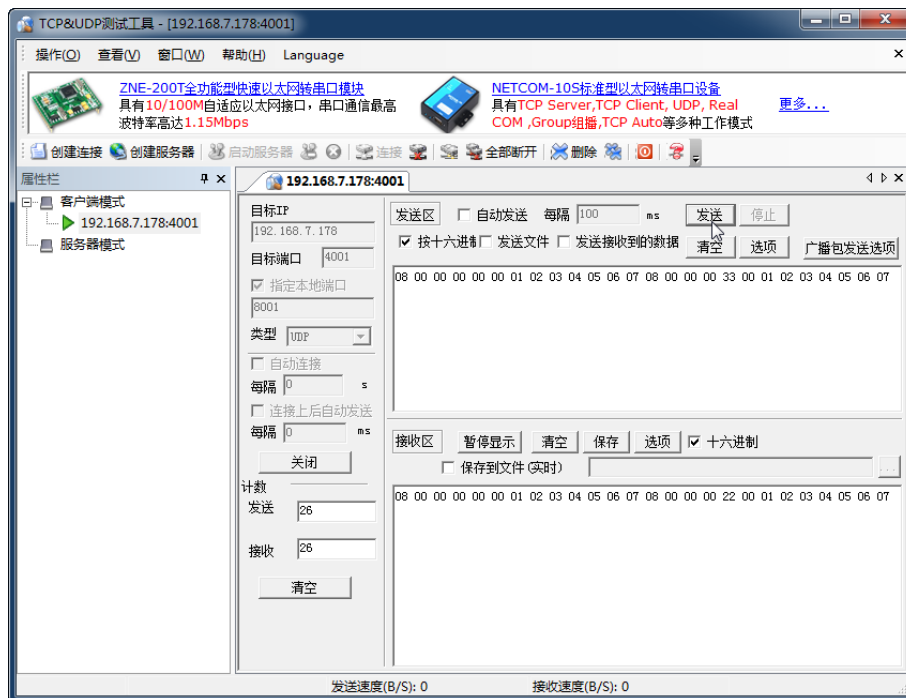 TCP&UDP测试工具 - [192.168.7.178:4001]
操作(O) 查看(V) 窗口(W) 帮助(H) Language
ZNE-200T全功能型快速以太网转串口模块
具有10/100M自适应以太网接口，串口通信最高
波特率高达1.15Mbps
NETCOM-10S标准型以太网转串口设备
具有TCP Server,TCP Client, UDP, Real
COM ,Group组播,TCP Auto等多种工作模式
更多...
创建连接 创建服务器 启动服务器 连接 全部断开 删除
属性栏
客户端模式
192.168.7.178:4001
服务器模式
192.168.7.178:4001
目标IP
192.168.7.178
目标端口 4001
指定本地端口
8001
类型 UDP
自动连接
每隔 0 s
连接上后自动发送
每隔 0 ms
关闭
计数
发送 26
接收 26
清空
发送区 自动发送 每隔 100 ms 发送 停止
按十六进制 发送文件 发送接收到的数据 清空 选项 广播包发送选项
08 00 00 00 00 00 01 02 03 04 05 06 07 08 00 00 00 33 00 01 02 03 04 05 06 07
接收区 暂停显示 清空 保存 选项 十六进制
保存到文件(实时) ...
08 00 00 00 00 00 01 02 03 04 05 06 07 08 00 00 00 22 00 01 02 03 04 05 06 07
发送速度(B/S): 0 接收速度(B/S): 0